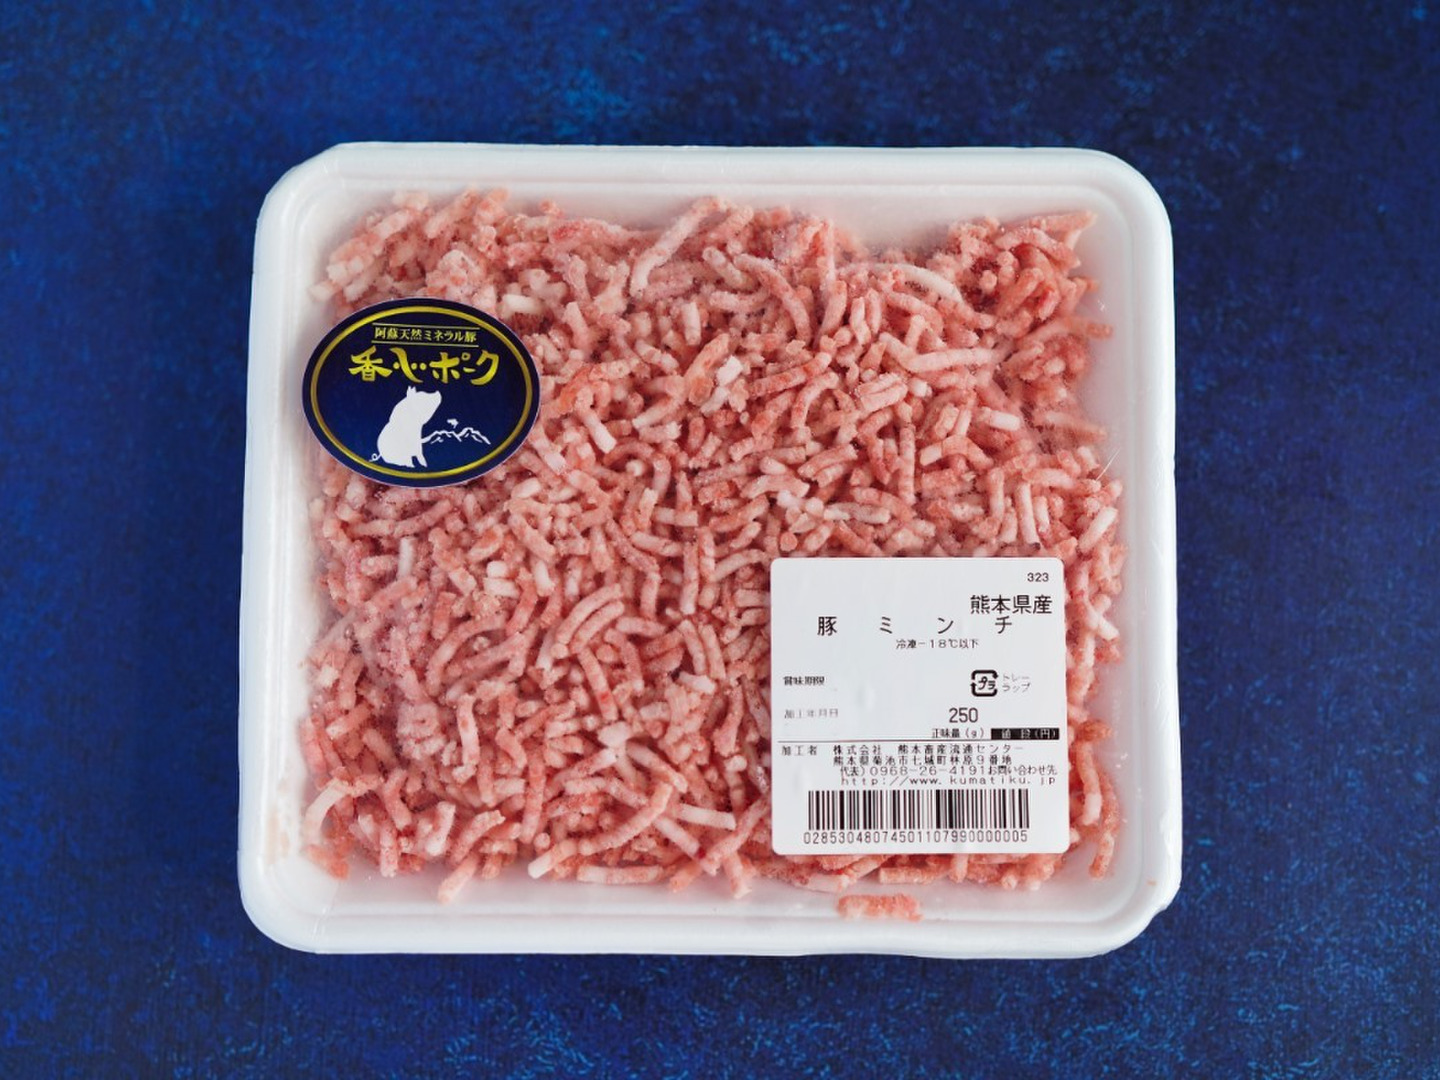 阿蘇天然ミネラル豚
香心ポーク
323
熊本県産
豚 ミ ン チ
冷凍-18℃以下
賞味期限
プラ
トレー
ラップ
加工年月日
250
正味量(g) 値段(円)
加工者 株式会社 熊本畜産流通センター
熊本県菊池市七城町林原9番地
代表)0968-26-4191お問い合わせ先
http://www.kumatiku.jp
02853048074501107990000005